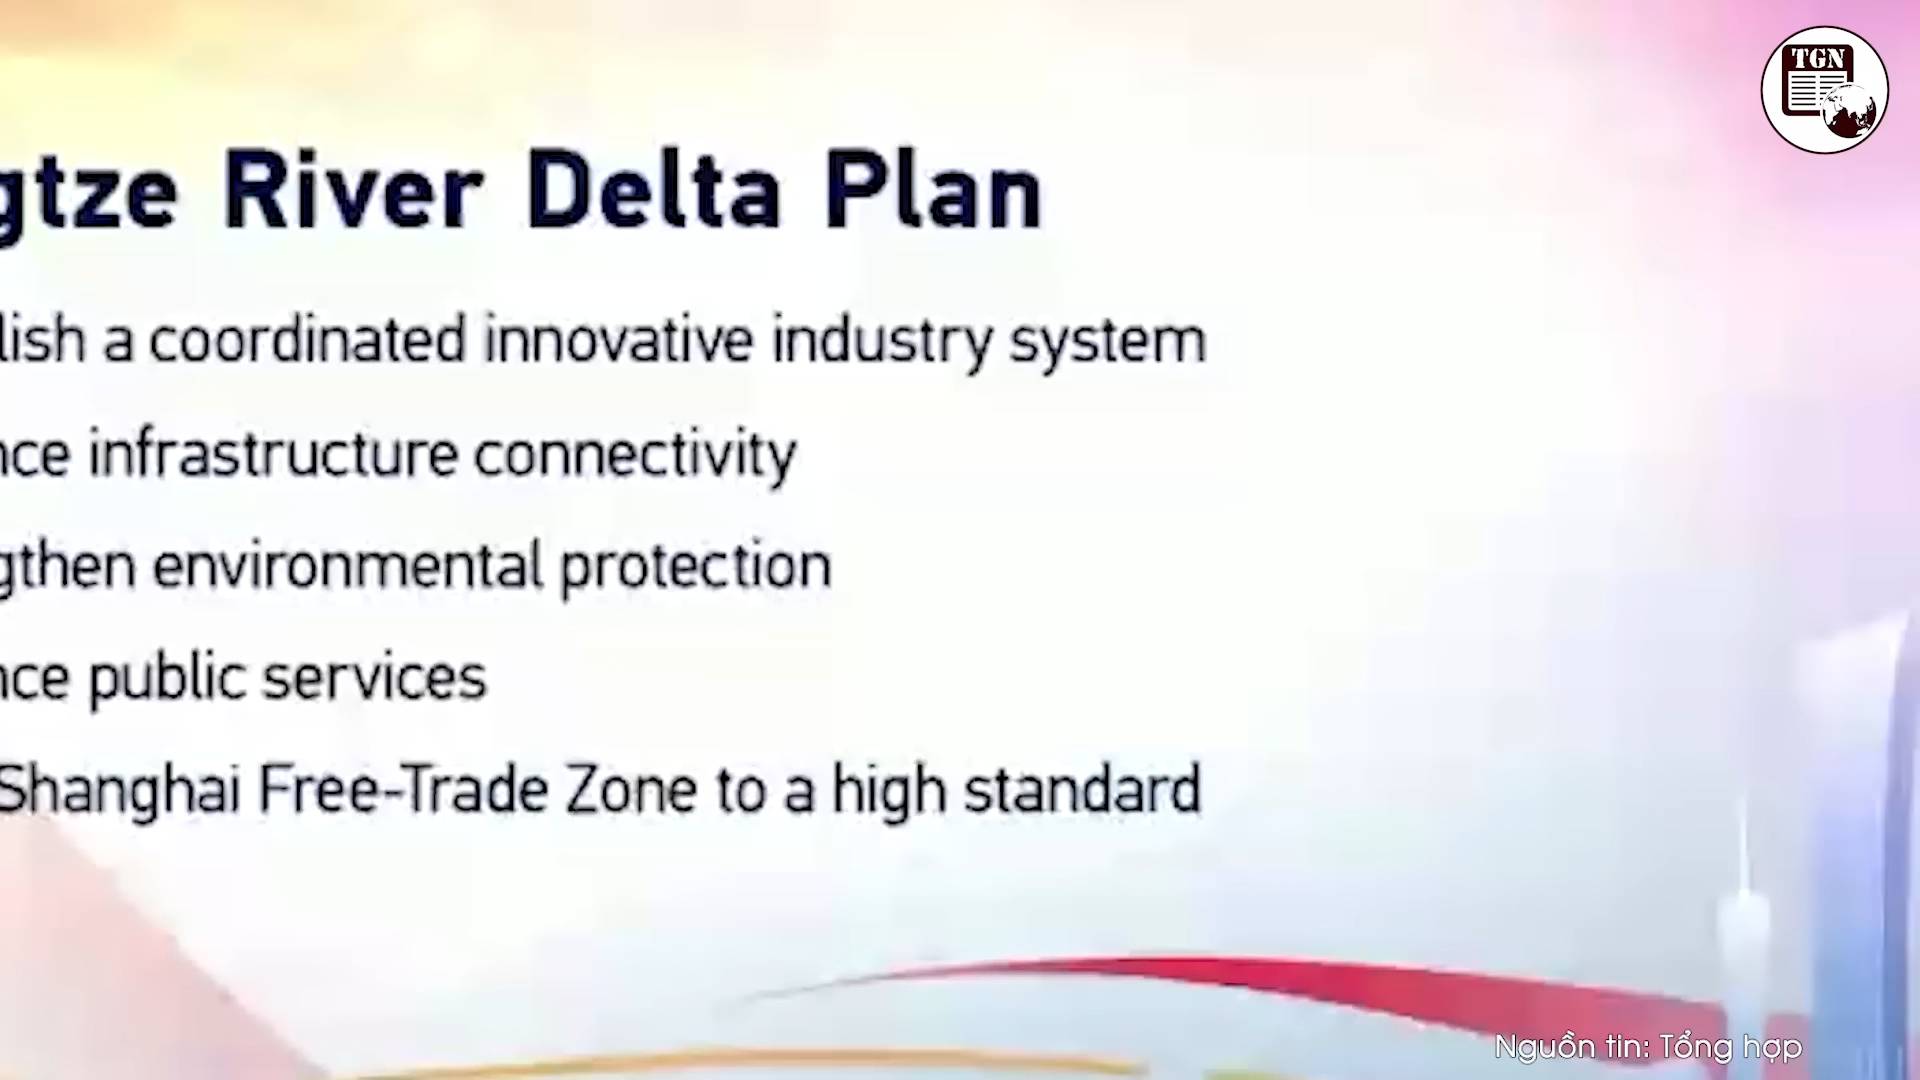 TGN
gtze River Delta Plan
lish a coordinated innovative industry system
nce infrastructure connectivity
gthen environmental protection
nce public services
Shanghai Free-Trade Zone to a high standard
Nguồn tin: Tổng hợp